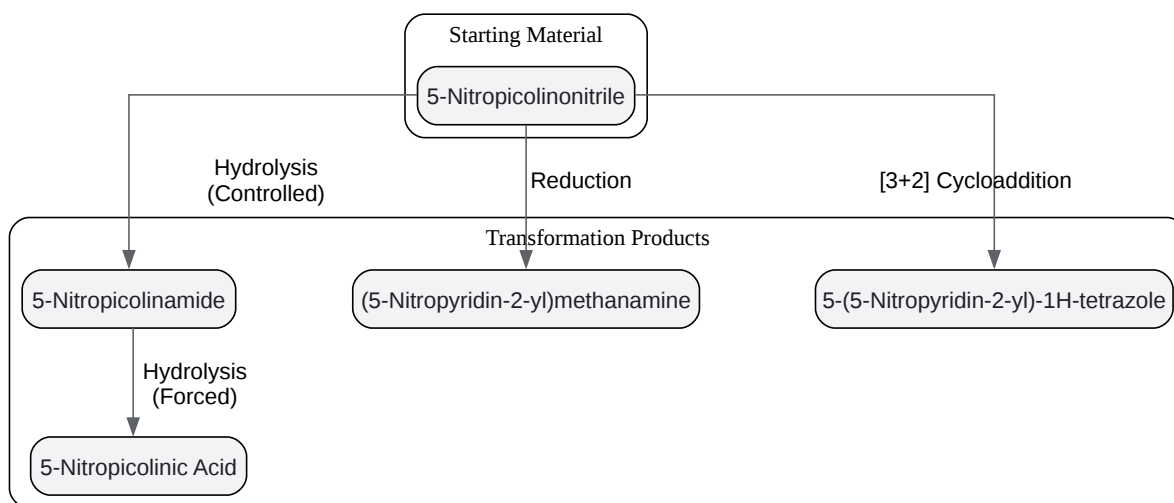 Starting Material
5-Nitropicolinonitrile
Hydrolysis
(Controlled)
Reduction
[3+2] Cycloaddition
Transformation Products
5-Nitropicolinamide
(5-Nitropyridin-2-yl)methanamine
5-(5-Nitropyridin-2-yl)-1H-tetrazole
Hydrolysis
(Forced)
5-Nitropicolinic Acid